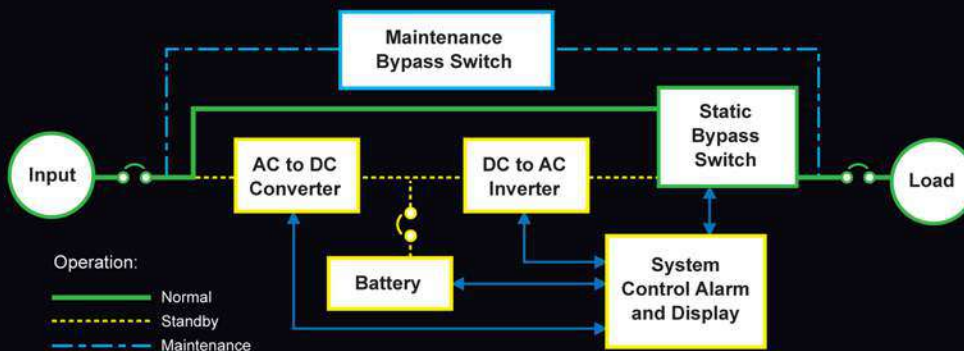 Maintenance
Bypass Switch
Static
Bypass
Switch
Input
AC to DC
Converter
DC to AC
Inverter
Load
Battery
System
Control Alarm
and Display
Operation:
Normal
Standby
Maintenance